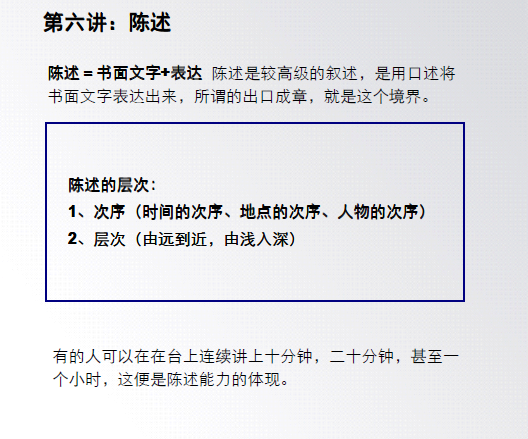 第六讲：陈述
陈述 = 书面文字+表达 陈述是较高级的叙述，是用口述将
书面文字表达出来，所谓的出口成章，就是这个境界。
陈述的层次：
1、次序（时间的次序、地点的次序、人物的次序）
2、层次（由远到近，由浅入深）
有的人可以在在台上连续讲上十分钟，二十分钟，甚至一
个小时，这便是陈述能力的体现。